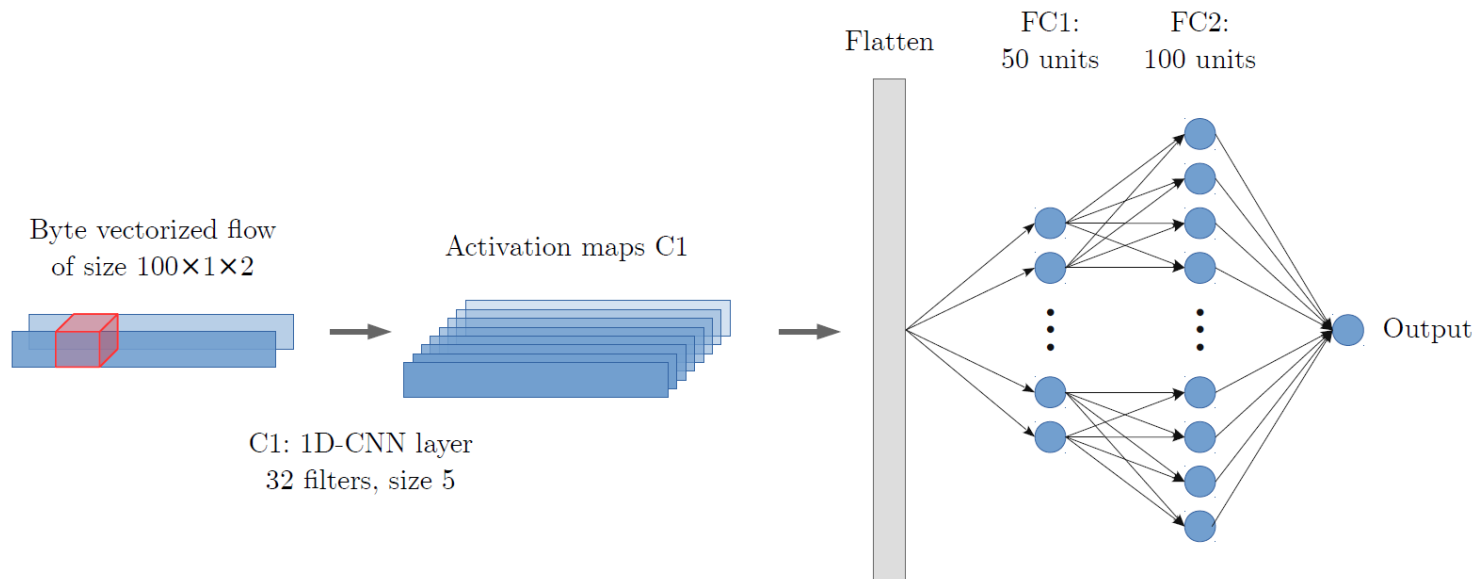 Byte vectorized flow
of size 100×1×2
Activation maps C1
C1: 1D-CNN layer
32 filters, size 5
Flatten
FC1:
50 units
FC2:
100 units
Output